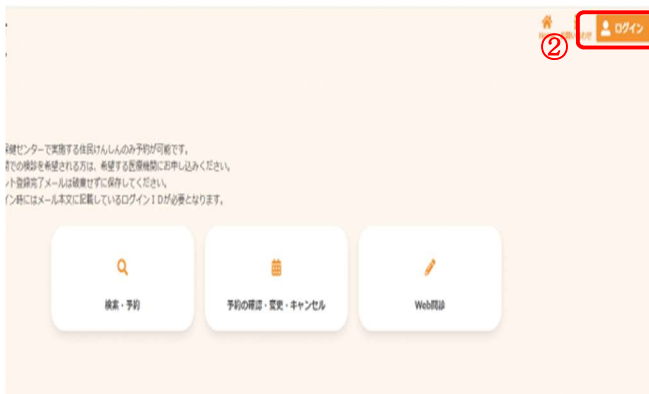 ② ログイン
保健センターで実施する住民けんしんのみ予約が可能です。
での検診を希望される方は、希望する医療機関にお申し込みください。
ント登録完了メールは破棄せずに保存してください。
イン時にはメール本文に記載しているログインIDが必要となります。
検索・予約
予約の確認・変更・キャンセル
Web問診